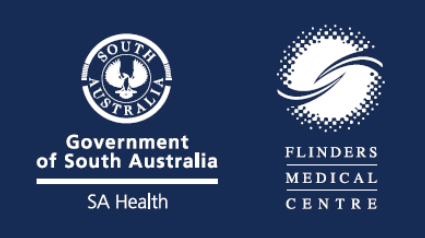 SOUTH
AUSTRALIA
Government
of South Australia
SA Health
FLINDERS
MEDICAL
CENTRE